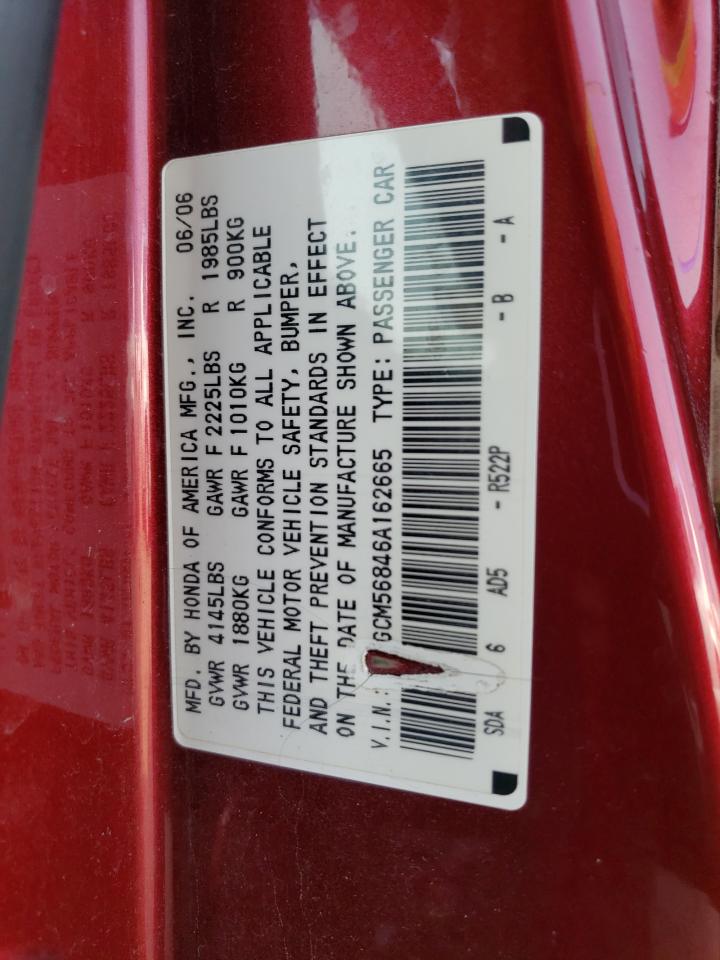 MFD. BY HONDA OF AMERICA MFG., INC. 06/06
GVWR 4145LBS GAWR F 2225LBS R 1985LBS
GVWR 1880KG GAWR F 1010KG R 900KG
THIS VEHICLE CONFORMS TO ALL APPLICABLE
FEDERAL MOTOR VEHICLE SAFETY, BUMPER,
AND THEFT PREVENTION STANDARDS IN EFFECT
ON THE DATE OF MANUFACTURE SHOWN ABOVE.
V.I.N.: GCM56846A162665 TYPE: PASSENGER CAR
SDA 6 AD5 - R522P - B - A